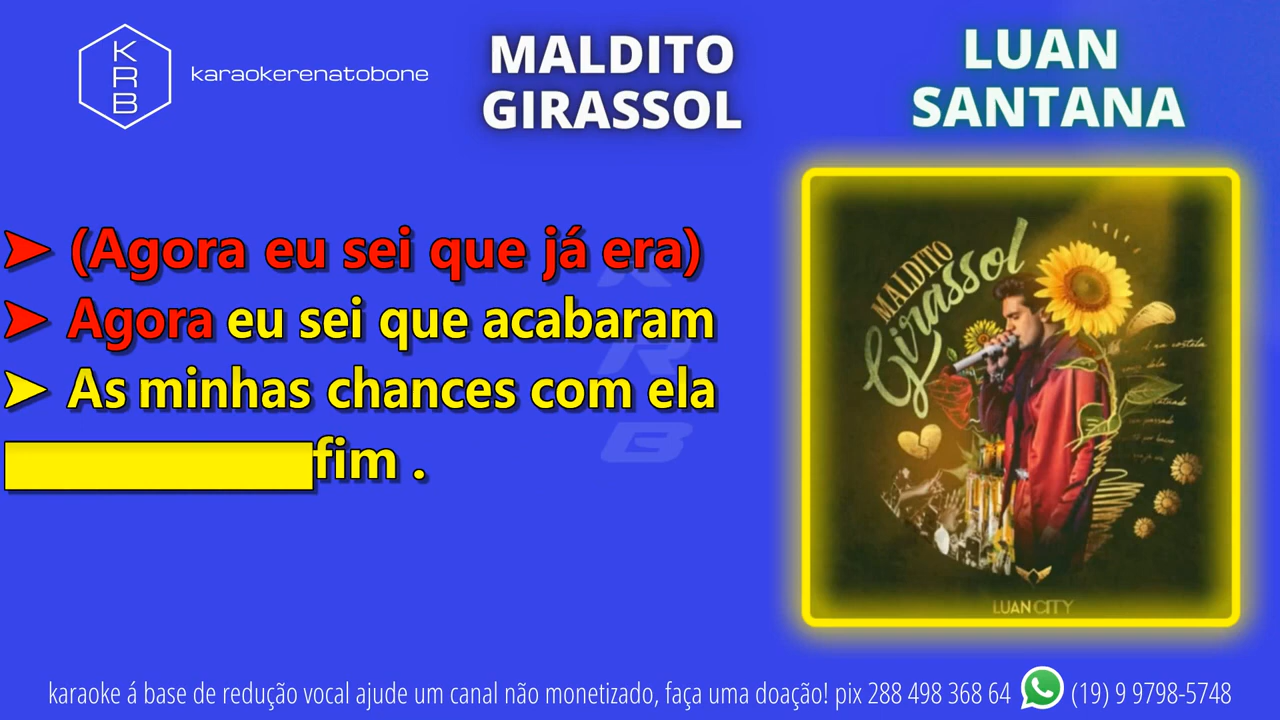 KRB
karaokerenatobone
MALDITO
GIRASSOL
LUAN
SANTANA
➤ (Agora eu sei que já era)
➤ Agora eu sei que acabaram
➤ As minhas chances com ela
fim .
KRB
MALDITO
Girassol
LUAN CITY
karaoke á base de redução vocal ajude um canal não monetizado, faça uma doação! pix 288 498 368 64 (19) 9 9798-5748